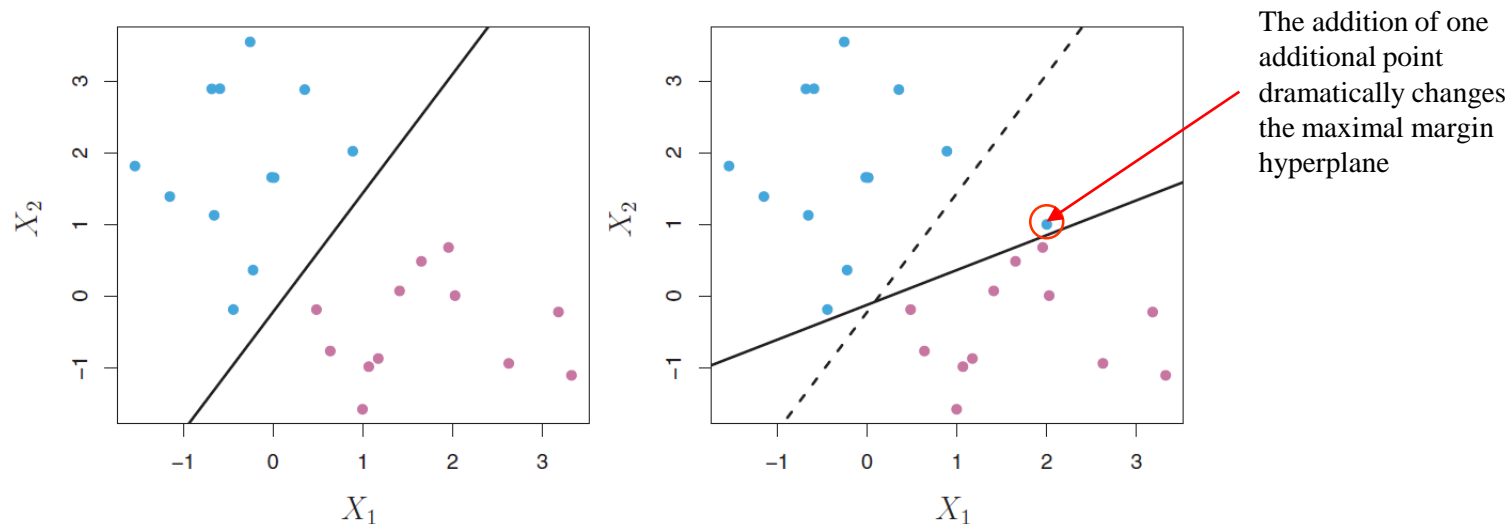 3
2
1
0
−1
X2
−1
0
1
2
3
X1
3
2
1
0
−1
X2
−1
0
1
2
3
X1
The addition of one
additional point
dramatically changes
the maximal margin
hyperplane